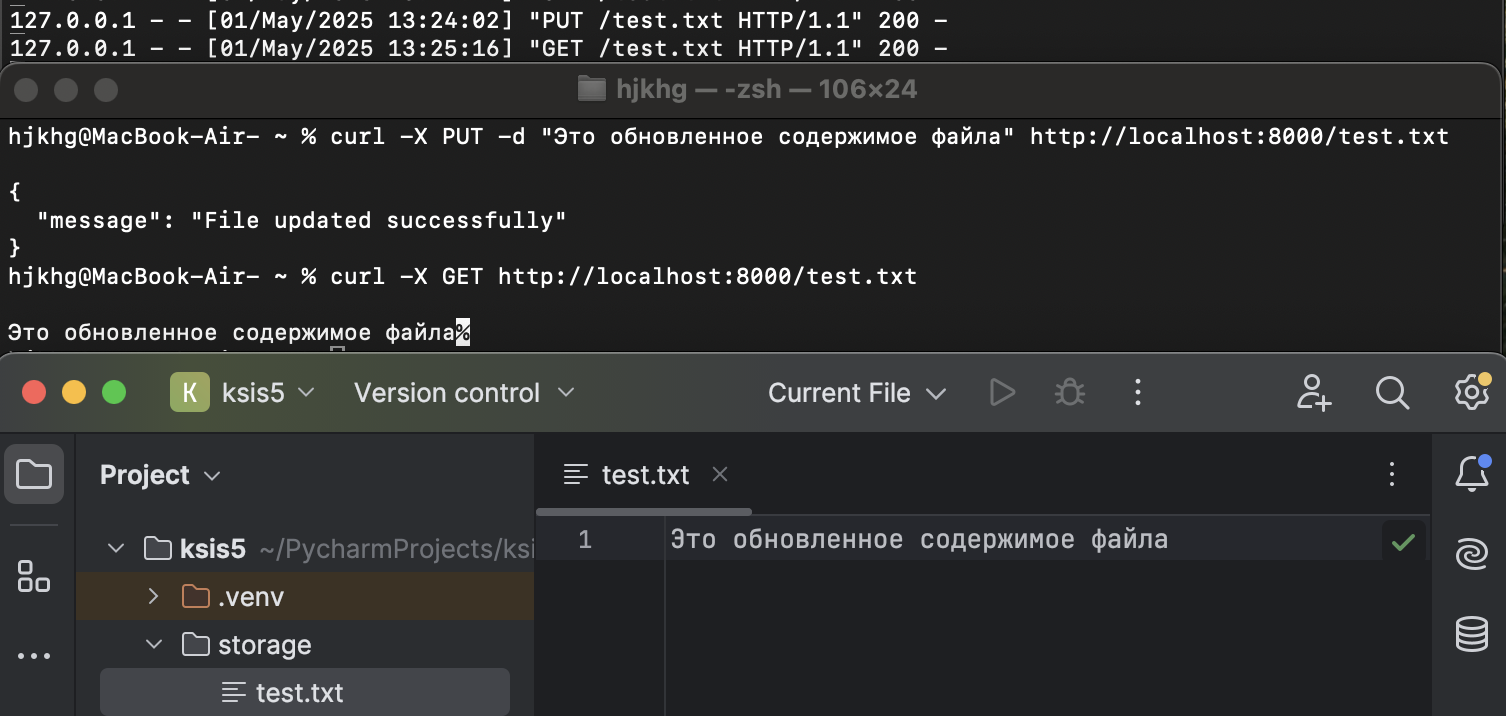 127.0.0.1 - - [01/May/2025 13:24:02] "PUT /test.txt HTTP/1.1" 200 -
127.0.0.1 - - [01/May/2025 13:25:16] "GET /test.txt HTTP/1.1" 200 -
hjkhg — -zsh — 106×24
hjkhg@MacBook-Air- ~ % curl -X PUT -d "Это обновленное содержимое файла" http://localhost:8000/test.txt
{
"message": "File updated successfully"
}
hjkhg@MacBook-Air- ~ % curl -X GET http://localhost:8000/test.txt
Это обновленное содержимое файла%
K ksis5 Version control Current File
Project
test.txt
ksis5 ~/PycharmProjects/ksi
1 Это обновленное содержимое файла
.venv
storage
test.txt